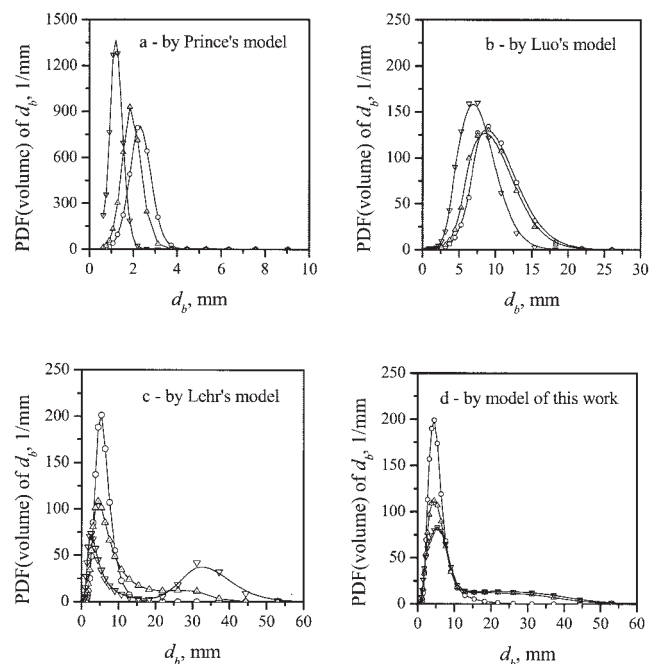 a - by Prince's model
PDF(volume) of d_b, 1/mm
1500
1200
900
600
300
0
0 2 4 6 8 10
d_b, mm
b - by Luo's model
PDF(volume) of d_b, 1/mm
250
200
150
100
50
0
0 5 10 15 20 25 30
d_b, mm
c - by Lehr's model
PDF(volume) of d_b, 1/mm
250
200
150
100
50
0
0 10 20 30 40 50 60
d_b, mm
d - by model of this work
PDF(volume) of d_b, 1/mm
250
200
150
100
50
0
0 10 20 30 40 50 60
d_b, mm